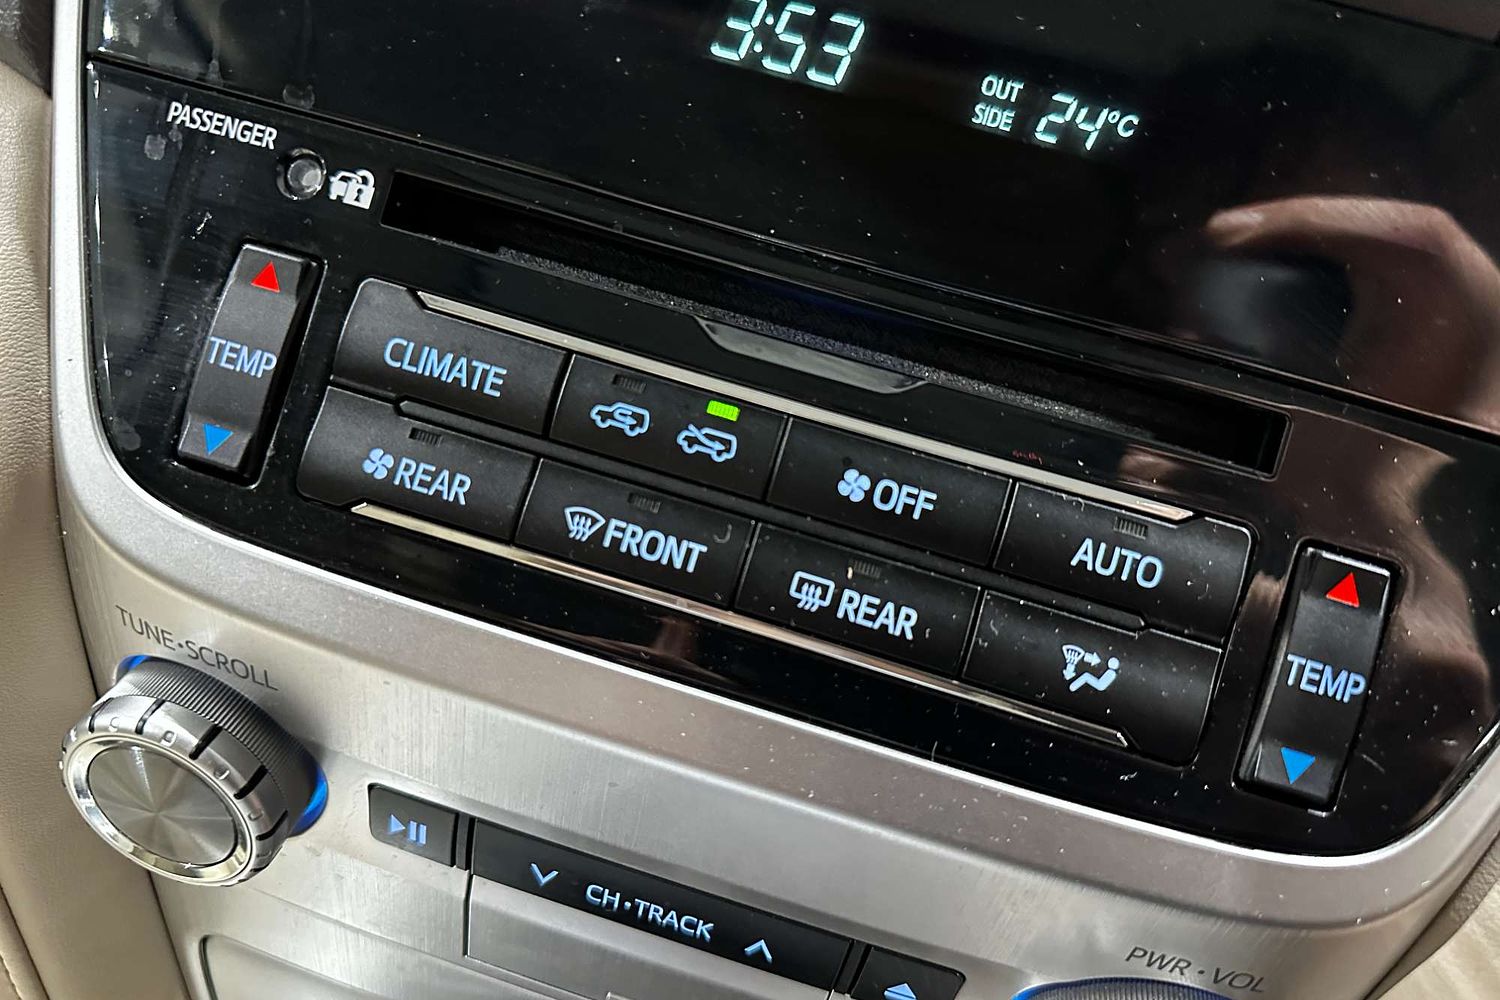 3:53
OUT
SIDE 24°C
PASSENGER
TEMP
CLIMATE
OFF
AUTO
REAR
FRONT
REAR
TEMP
TUNE•SCROLL
CH•TRACK
PWR•VOL